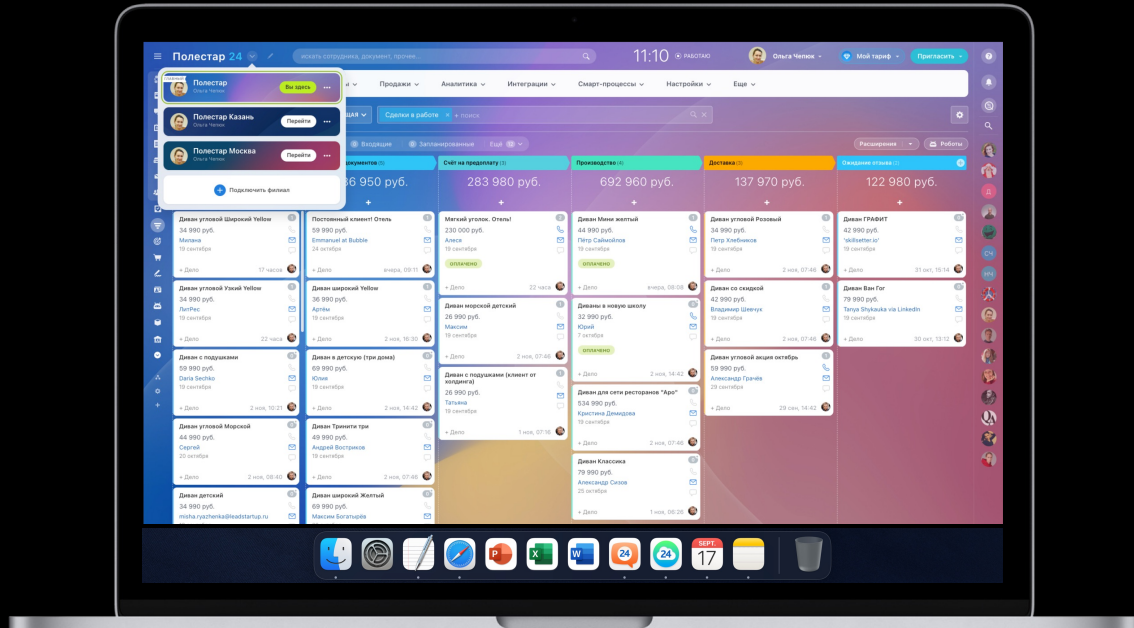 Полестар 24
искать сотрудника, документ, прочее...
11:10 РАБОТАЮ
Ольга Чепюк
Мой тариф
Пригласить
Полестар
Ольга Чепюк
Вы здесь
Полестар Казань
Ольга Чепюк
Перейти
Полестар Москва
Ольга Чепюк
Перейти
Подключить филиал
Продажи
Аналитика
Интеграции
Смарт-процессы
Настройки
Еще
Сделки в работе × + поиск
0 Входящие
0 Запланированные
Ещё
Расширения
Роботы
Счёт на предоплату (3)
Производство (4)
Доставка (3)
Ожидание отзыва (2)
6 950 руб.
283 980 руб.
692 960 руб.
137 970 руб.
122 980 руб.
Диван угловой Широкий Yellow
34 990 руб.
Милана
19 сентября
+ Дело 17 часов
Диван угловой Узкий Yellow
34 990 руб.
ЛитРес
19 сентября
+ Дело 22 часа
Диван с подушками
59 990 руб.
Daria Sechko
19 сентября
+ Дело 2 ноя, 10:21
Диван угловой Морской
44 990 руб.
Сергей
20 октября
+ Дело 2 ноя, 08:40
Диван детский
34 990 руб.
misha.ryazhenka@leadstartup.ru
Постоянный клиент! Отель
59 990 руб.
Emmanuel at Bubble
24 октября
+ Дело вчера, 09:11
Диван широкий Yellow
36 990 руб.
Артём
19 сентября
+ Дело 2 ноя, 16:30
Диван в детскую (три дома)
69 990 руб.
Юлия
19 сентября
+ Дело 2 ноя, 14:42
Диван Тринити три
49 990 руб.
Андрей Востриков
19 сентября
+ Дело 2 ноя, 07:46
Диван широкий Желтый
69 990 руб.
Максим Богатырёв
Мягкий уголок. Отель!
230 000 руб.
Алеся
19 сентября
ОПЛАЧЕНО
+ Дело 22 часа
Диван морской детский
26 990 руб.
Максим
19 сентября
+ Дело 2 ноя, 07:46
Диван с подушками (клиент от
холдинга)
26 990 руб.
Татьяна
19 сентября
+ Дело 1 ноя, 07:16
Диван Мини желтый
44 990 руб.
Пётр Саймойлов
19 сентября
ОПЛАЧЕНО
+ Дело вчера, 08:08
Диваны в новую школу
32 990 руб.
Юрий
7 октября
ОПЛАЧЕНО
+ Дело 2 ноя, 14:42
Диван для сети ресторанов "Аро"
534 990 руб.
Кристина Демидова
19 сентября
+ Дело 2 ноя, 07:46
Диван Классика
79 990 руб.
Александр Сизов
25 октября
+ Дело 1 ноя, 06:28
Диван угловой Розовый
34 990 руб.
Петр Хлебников
19 сентября
+ Дело 2 ноя, 07:46
Диван со скидкой
42 990 руб.
Владимир Шевчук
19 сентября
+ Дело 2 ноя, 07:46
Диван угловой акция октябрь
59 990 руб.
Александр Грачёв
29 сентября
+ Дело 29 сен, 14:42
Диван ГРАФИТ
42 990 руб.
'skillsetter.io'
19 сентября
+ Дело 31 окт, 15:14
Диван Ван Гог
79 990 руб.
Tanya Shykauka via LinkedIn
19 сентября
+ Дело 30 окт, 13:12
СЧ
НЧ
P
X
W
24
24
SEPT.
17